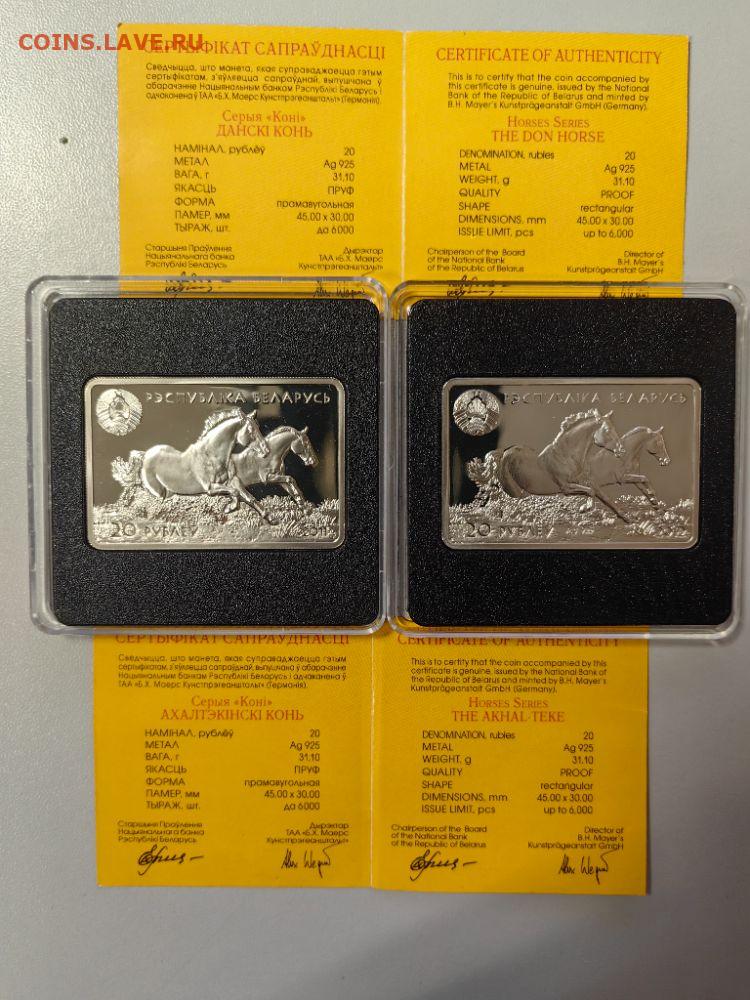 COINS.LAVE.RU
СЕРТЫФІКАТ САПРАЎДНАСЦІ
Сведчыцца, што манета, якая суправаджаецца гэтым
сертыфікатам, з'яўляецца сапраўднай, выпушчана ў
абарачэнне Нацыянальным банкам Рэспублікі Беларусь і
адчаканена ў ТАА «Б.Х. Маерс Кунстпрэгеанштальт» (Германія).
Серыя «Коні»
ДАНСКІ КОНЬ
НАМІНАЛ, рублёў 20
МЕТАЛ Ag 925
ВАГА, г 31,10
ЯКАСЦЬ ПРУФ
ФОРМА прамавугольная
ПАМЕР, мм 45,00 x 30,00
ТЫРАЖ, шт. да 6000
Старшыня Праўлення
Нацыянальнага банка
Рэспублікі Беларусь
Дырэктар
ТАА «Б.Х. Маерс
Кунстпрэгеанштальт»
CERTIFICATE OF AUTHENTICITY
This is to certify that the coin accompanied by
this certificate is genuine, issued by the National
Bank of the Republic of Belarus and minted by
B.H. Mayer's Kunstprägeanstalt GmbH (Germany).
HORSES SERIES
THE DON HORSE
DENOMINATION, rubles 20
METAL Ag 925
WEIGHT, g 31,10
QUALITY PROOF
SHAPE rectangular
DIMENSIONS, mm 45.00 x 30.00
ISSUE LIMIT, pcs up to 6,000
Chairperson of the Board
of the National Bank
of the Republic of Belarus
Director of
B.H. Mayer's
Kunstprägeanstalt GmbH
РЭСПУБЛІКА БЕЛАРУСЬ
20 РУБЛЁЎ
РЭСПУБЛІКА БЕЛАРУСЬ
20 РУБЛЁЎ
СЕРТЫФІКАТ САПРАЎДНАСЦІ
Сведчыцца, што манета, якая суправаджаецца гэтым
сертыфікатам, з'яўляецца сапраўднай, выпушчана ў абарачэнне
Нацыянальным банкам Рэспублікі Беларусь і адчаканена ў
ТАА «Б.Х. Маерс Кунстпрэгеанштальт» (Германія).
Серыя «Коні»
АХАЛТЭКІНСКІ КОНЬ
НАМІНАЛ, рублёў 20
МЕТАЛ Ag 925
ВАГА, г 31,10
ЯКАСЦЬ ПРУФ
ФОРМА прамавугольная
ПАМЕР, мм 45,00 x 30,00
ТЫРАЖ, шт. да 6000
Старшыня Праўлення
Нацыянальнага банка
Рэспублікі Беларусь
Дырэктар
ТАА «Б.Х. Маерс
Кунстпрэгеанштальт»
CERTIFICATE OF AUTHENTICITY
This is to certify that the coin accompanied by this
certificate is genuine, issued by the National Bank of
the Republic of Belarus and minted by B.H. Mayer's
Kunstprägeanstalt GmbH (Germany).
HORSES SERIES
THE AKHAL-TEKE
DENOMINATION, rubles 20
METAL Ag 925
WEIGHT, g 31.10
QUALITY PROOF
SHAPE rectangular
DIMENSIONS, mm 45.00 x 30.00
ISSUE LIMIT, pcs up to 6,000
Chairperson of the Board
of the National Bank
of the Republic of Belarus
Director of
B.H. Mayer's
Kunstprägeanstalt GmbH